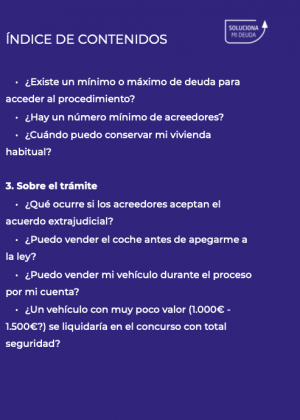 ÍNDICE DE CONTENIDOS
SOLUCIONA
MI DEUDA
• ¿Existe un mínimo o máximo de deuda para
acceder al procedimiento?
• ¿Hay un número mínimo de acreedores?
• ¿Cuándo puedo conservar mi vivienda
habitual?
3. Sobre el trámite
• ¿Qué ocurre si los acreedores aceptan el
acuerdo extrajudicial?
• ¿Puedo vender el coche antes de apegarme a
la ley?
• ¿Puedo vender mi vehículo durante el proceso
por mi cuenta?
• ¿Un vehículo con muy poco valor (1.000€ -
1.500€?) se liquidaría en el concurso con total
seguridad?